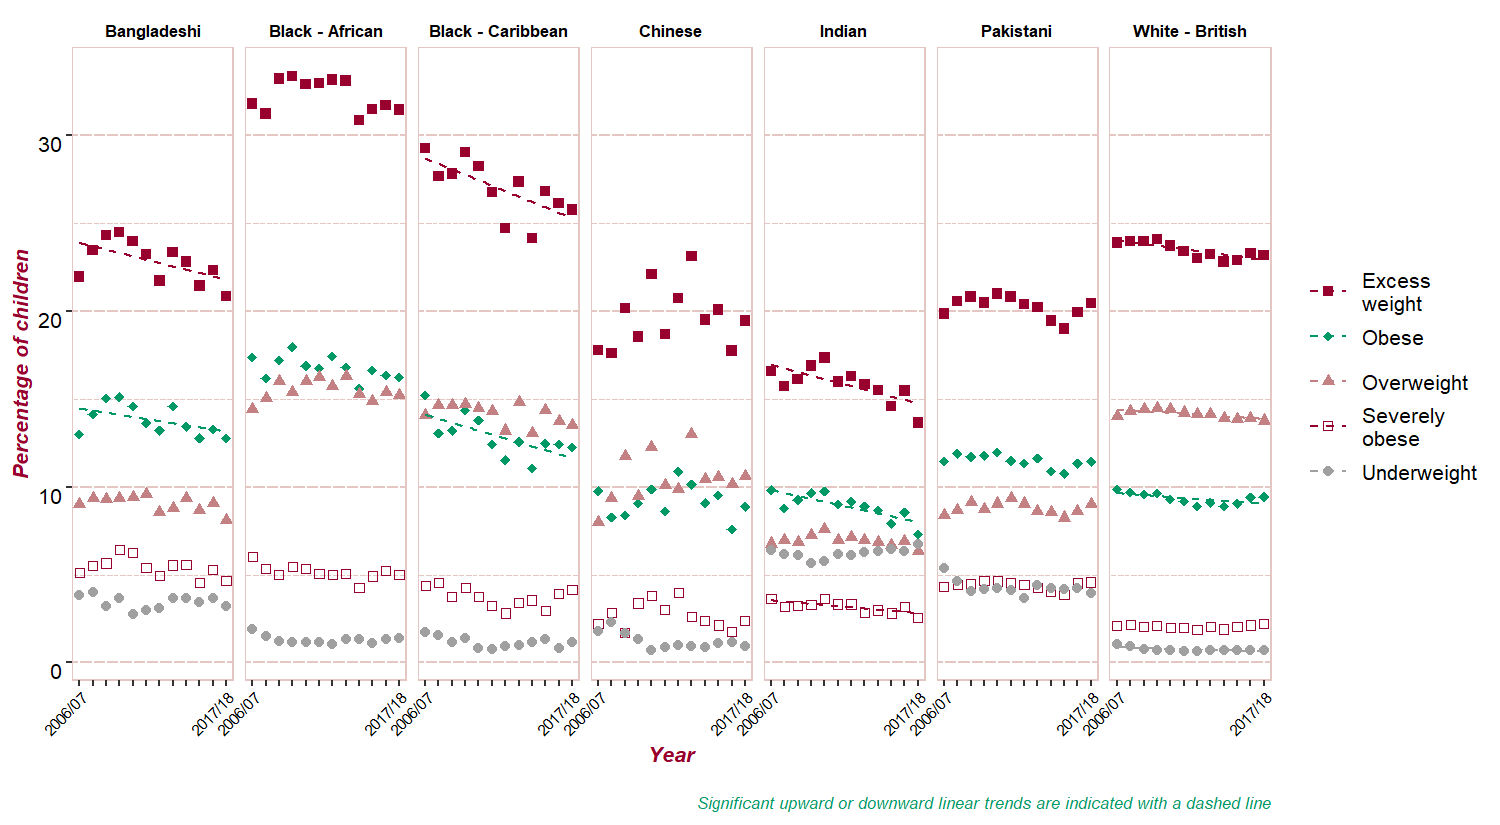 Bangladeshi
Black - African
Black - Caribbean
Chinese
Indian
Pakistani
White - British
Percentage of children
30
20
10
0
2006/07
2017/18
2006/07
2017/18
2006/07
2017/18
2006/07
2017/18
2006/07
2017/18
2006/07
2017/18
2006/07
2017/18
Year
Excess
weight
Obese
Overweight
Severely
obese
Underweight
Significant upward or downward linear trends are indicated with a dashed line